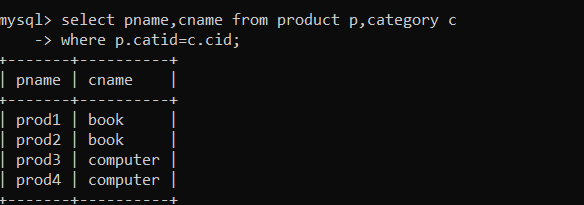 mysql> select pname,cname from product p,category c
    -> where p.catid=c.cid;
+-------+----------+
| pname | cname    |
+-------+----------+
| prod1 | book     |
| prod2 | book     |
| prod3 | computer |
| prod4 | computer |
+-------+----------+